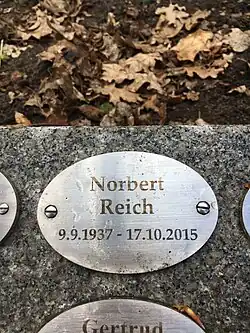 Norbert
Reich
9.9.1937 - 17.10.2015
Gertrud